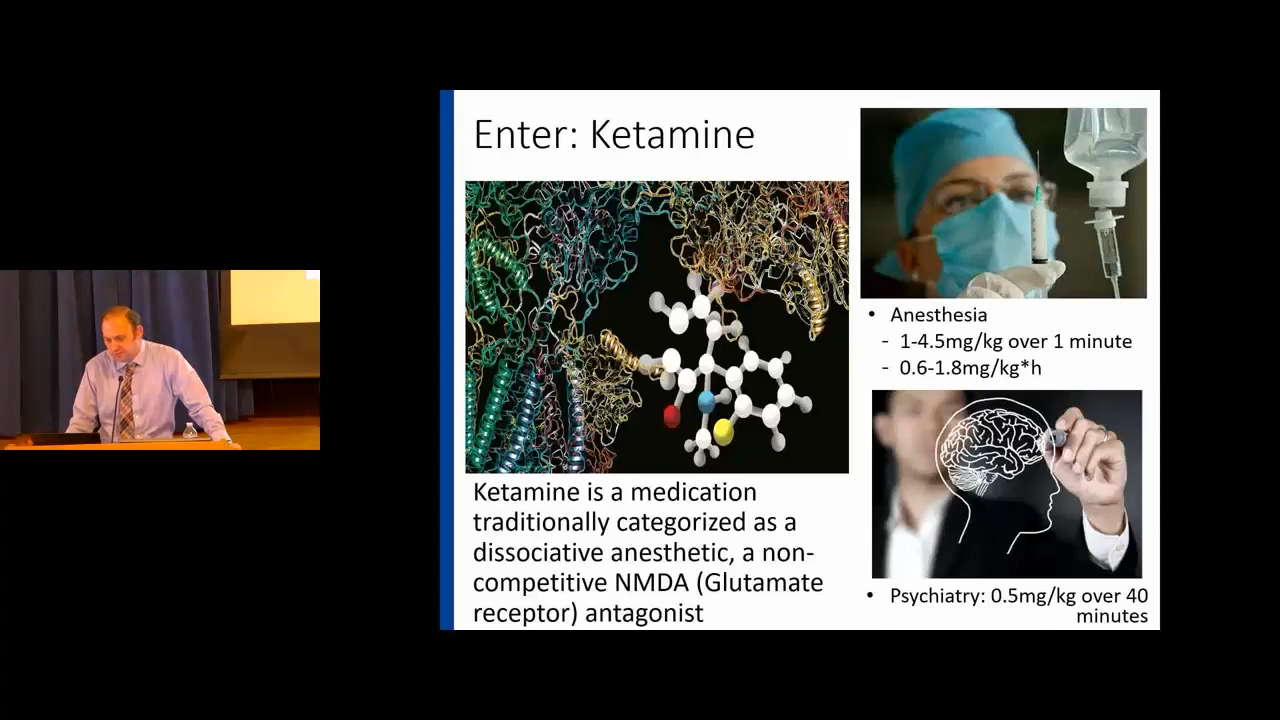 Enter: Ketamine
Ketamine is a medication
traditionally categorized as a
dissociative anesthetic, a non-
competitive NMDA (Glutamate
receptor) antagonist
• Anesthesia
- 1-4.5mg/kg over 1 minute
- 0.6-1.8mg/kg*h
• Psychiatry: 0.5mg/kg over 40
minutes